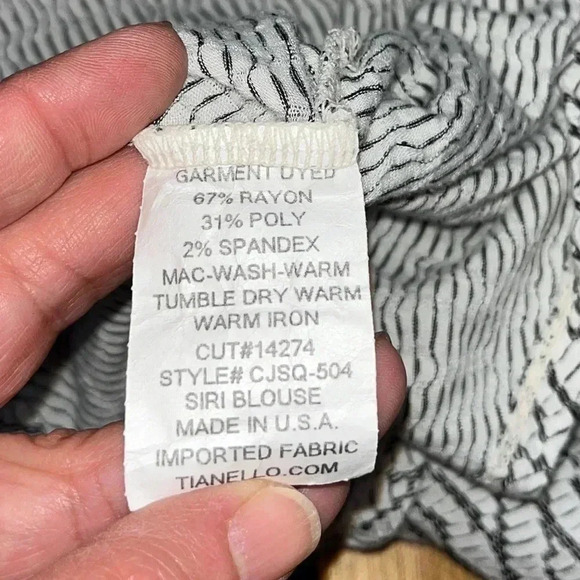 GARMENT DYED
67% RAYON
31% POLY
2% SPANDEX
MAC-WASH-WARM
TUMBLE DRY WARM
WARM IRON
CUT#14274
STYLE# CJSQ-504
SIRI BLOUSE
MADE IN U.S.A.
IMPORTED FABRIC
TIANELLO.COM